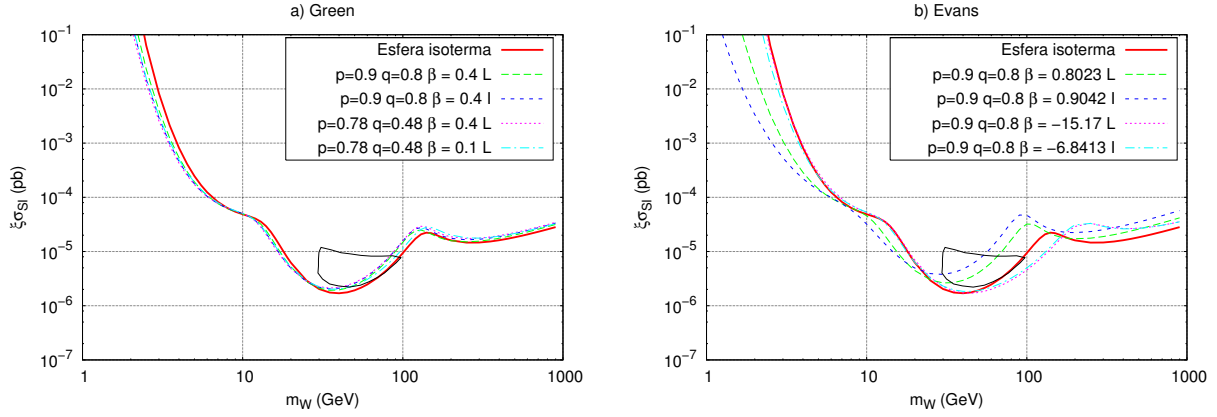 a) Green
ξσSI (pb)
10-1
10-2
10-3
10-4
10-5
10-6
10-7
Esfera isoterma
p=0.9 q=0.8 β = 0.4 L
p=0.9 q=0.8 β = 0.4 I
p=0.78 q=0.48 β = 0.4 L
p=0.78 q=0.48 β = 0.1 L
1 10 100 1000
mW (GeV)
b) Evans
ξσSI (pb)
10-1
10-2
10-3
10-4
10-5
10-6
10-7
Esfera isoterma
p=0.9 q=0.8 β = 0.8023 L
p=0.9 q=0.8 β = 0.9042 I
p=0.9 q=0.8 β = −15.17 L
p=0.9 q=0.8 β = −6.8413 I
1 10 100 1000
mW (GeV)